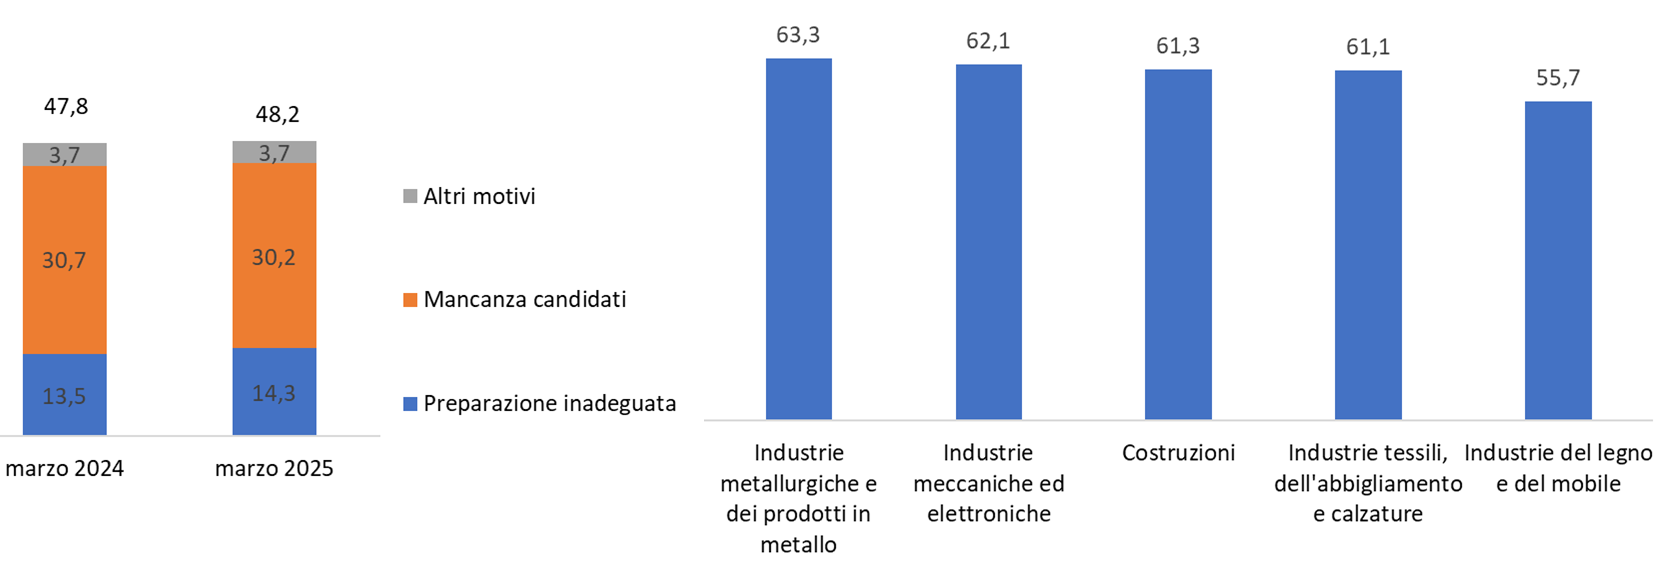 47,8
3,7
30,7
13,5
marzo 2024
48,2
3,7
30,2
14,3
marzo 2025
Altri motivi
Mancanza candidati
Preparazione inadeguata
63,3
62,1
61,3
61,1
55,7
Industrie
metallurgiche e
dei prodotti in
metallo
Industrie
meccaniche ed
elettroniche
Costruzioni
Industrie tessili,
dell'abbigliamento
e calzature
Industrie del legno
e del mobile